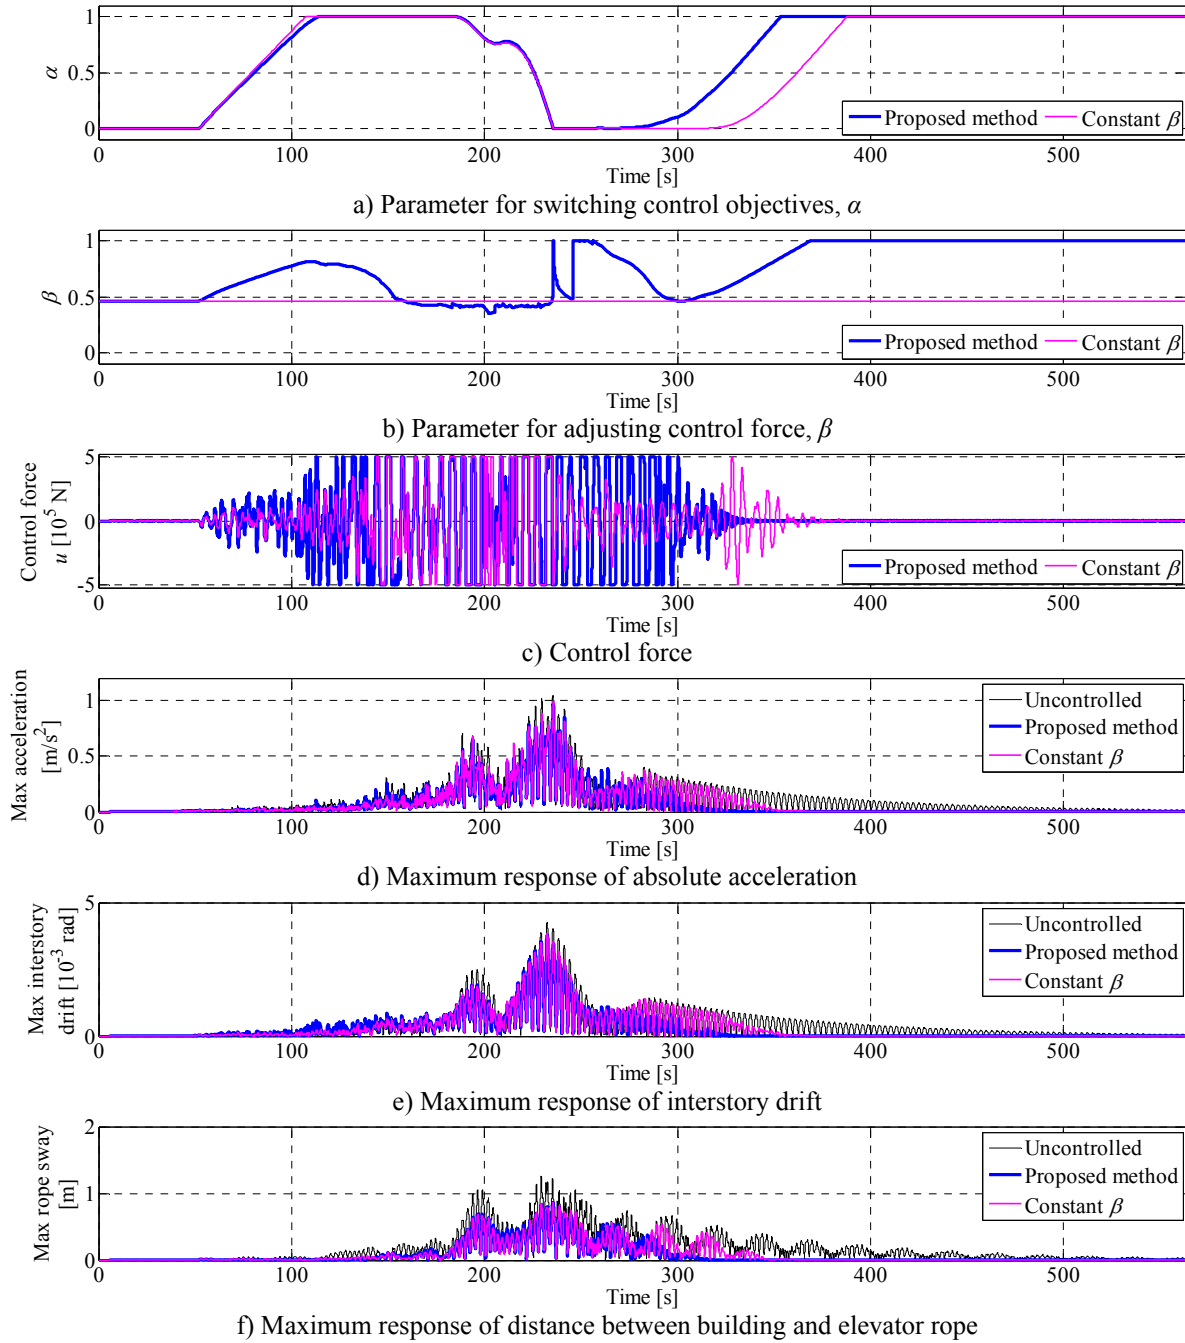 1
α 0.5
0
Proposed method Constant β
0 100 200 300 400 500
Time [s]
a) Parameter for switching control objectives, α
1
β 0.5
0
Proposed method Constant β
0 100 200 300 400 500
Time [s]
b) Parameter for adjusting control force, β
5
Control force
u [10^5 N]
0
-5
Proposed method Constant β
0 100 200 300 400 500
Time [s]
c) Control force
Max acceleration
[m/s^2]
1
0.5
0
Uncontrolled
Proposed method
Constant β
0 100 200 300 400 500
Time [s]
d) Maximum response of absolute acceleration
Max interstory
drift [10^-3 rad]
5
0
Uncontrolled
Proposed method
Constant β
0 100 200 300 400 500
Time [s]
e) Maximum response of interstory drift
Max rope sway
[m]
2
1
0
Uncontrolled
Proposed method
Constant β
0 100 200 300 400 500
Time [s]
f) Maximum response of distance between building and elevator rope